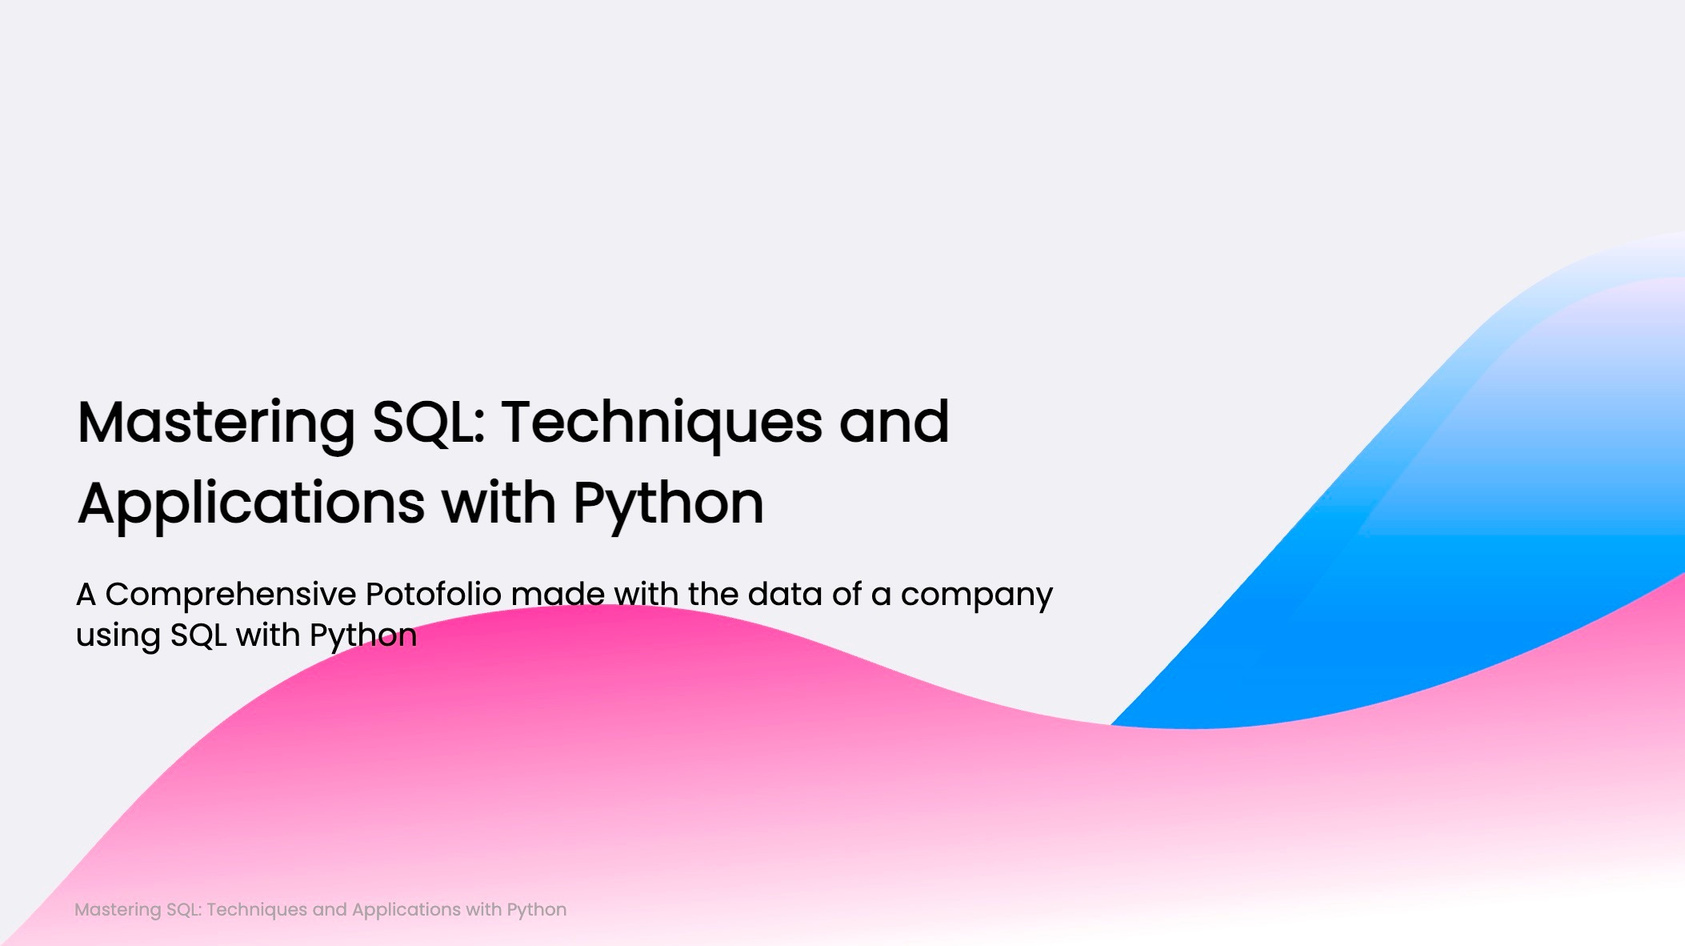 Mastering SQL: Techniques and
Applications with Python
A Comprehensive Potofolio made with the data of a company
using SQL with Python
Mastering SQL: Techniques and Applications with Python